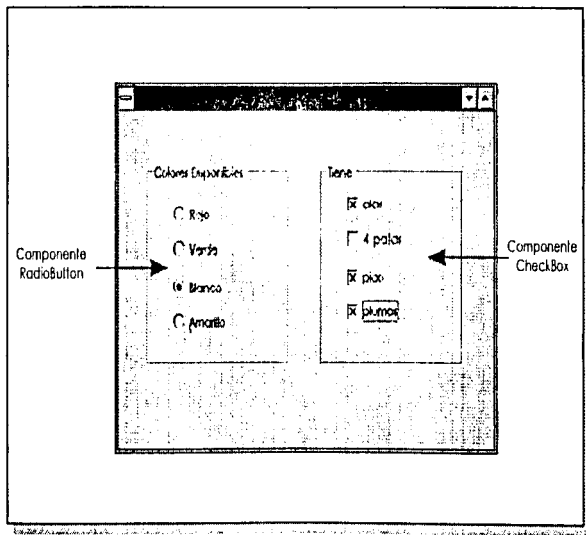 Colores Disponibles
Rojo
Verde
Blanco
Amarillo
Tiene
alas
4 patas
pico
plumas
Componente
RadioButton
Componente
CheckBox